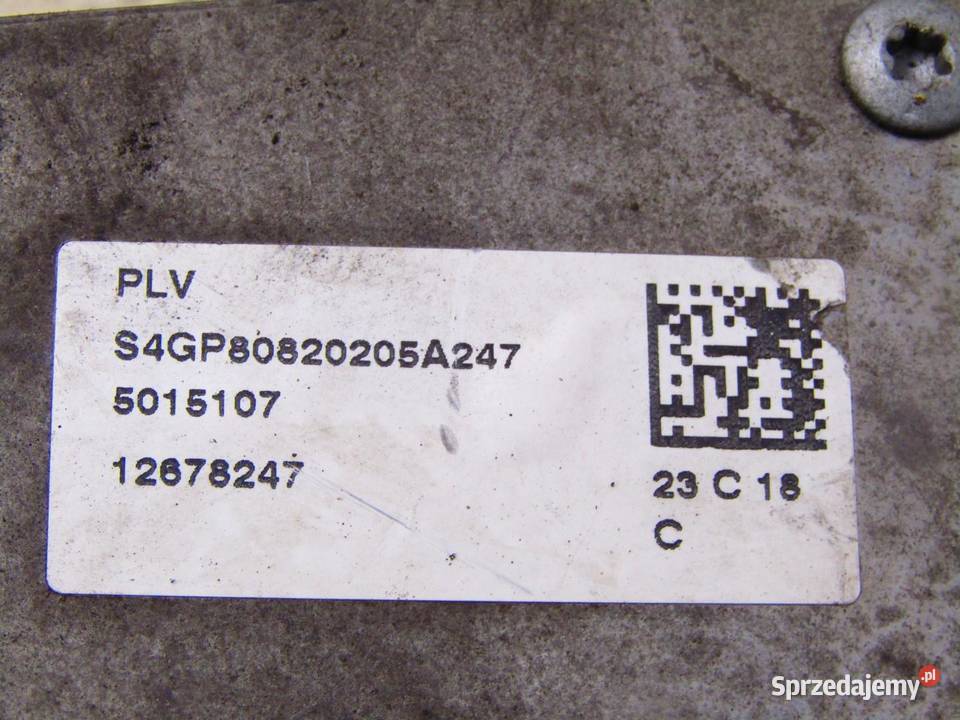 PLV
S4GP80820205A247
5015107
12678247
23 C 18
C
Sprzedajemy.pl